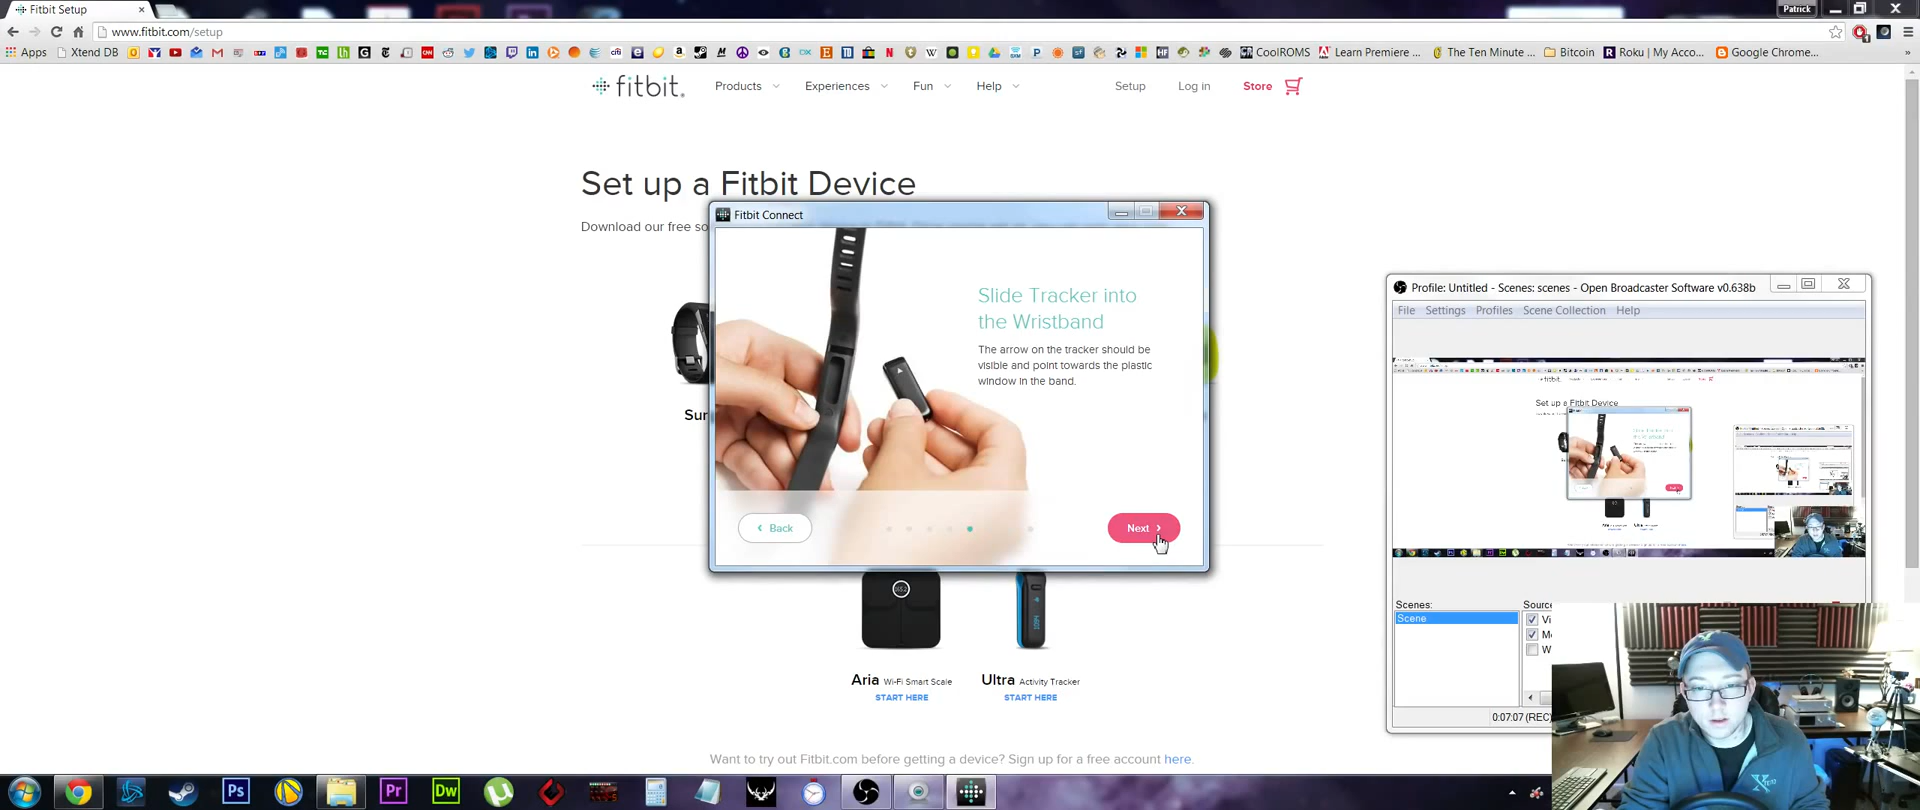 Fitbit Setup
Patrick
www.fitbit.com/setup
Apps
Xtend DB
CoolROMS
Learn Premiere ...
The Ten Minute ...
Bitcoin
Roku | My Acco...
Google Chrome...
fitbit.
Products
Experiences
Fun
Help
Setup
Log in
Store
Set up a Fitbit Device
Download our free so
Fitbit Connect
Slide Tracker into
the Wristband
The arrow on the tracker should be
visible and point towards the plastic
window in the band.
Back
Next
Sur
Aria Wi-Fi Smart Scale
START HERE
Ultra Activity Tracker
START HERE
Want to try out Fitbit.com before getting a device? Sign up for a free account here.
Profile: Untitled - Scenes: scenes - Open Broadcaster Software v0.638b
File Settings Profiles Scene Collection Help
Set up a Fitbit Device
Scenes:
Scene
Sourc
Vi
M
W
0:07:07 (REC)
Ps
Pr
Dw